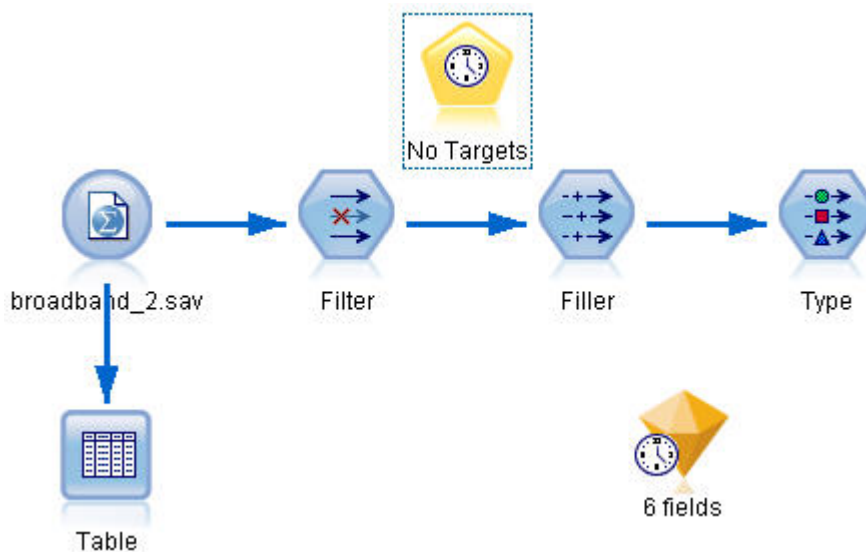 No Targets
broadband_2.sav
Filter
Filler
Type
6 fields
Table